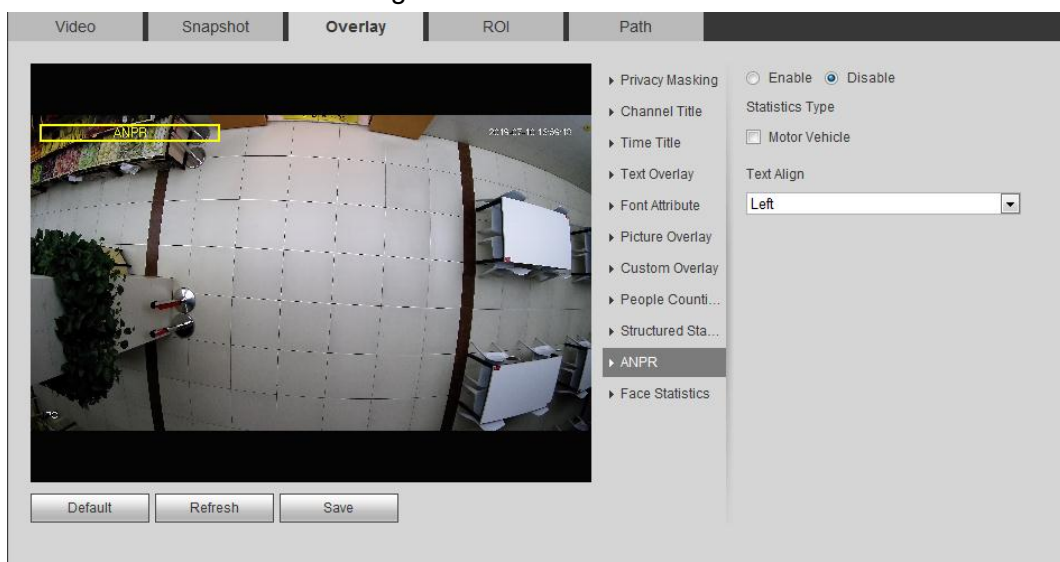 Video Snapshot Overlay ROI Path
ANPR
Privacy Masking
Channel Title
Time Title
Text Overlay
Font Attribute
Picture Overlay
Custom Overlay
People Counti...
Structured Sta...
ANPR
Face Statistics
Enable Disable
Statistics Type
Motor Vehicle
Text Align
Left
Default Refresh Save